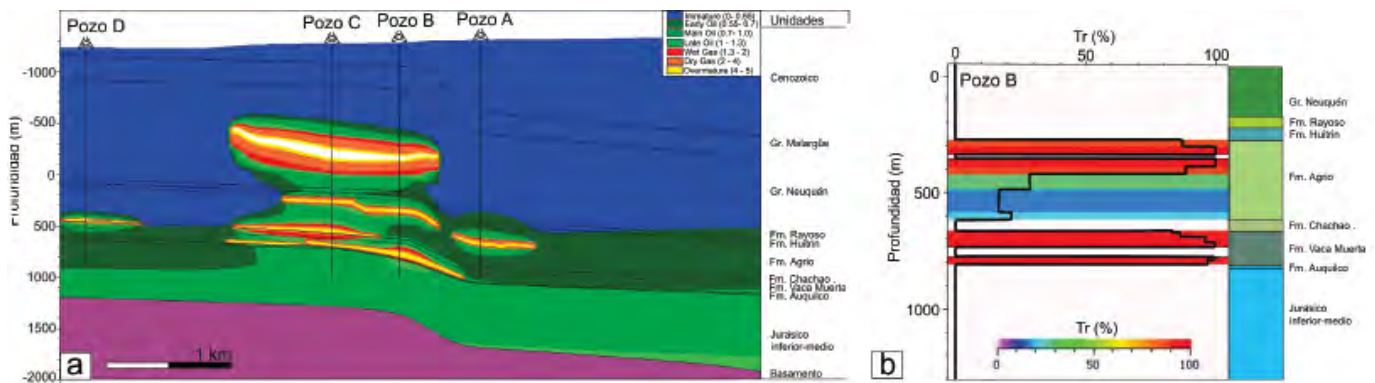 Pozo D
Pozo C
Pozo B
Pozo A
Immature (0- 0.55)
Early Oil (0.55- 0.7)
Main Oil (0.7- 1.0)
Late Oil (1 - 1.3)
Wet Gas (1.3 - 2)
Dry Gas (2 - 4)
Overmature (4 - 5)
Unidades
Profundidad (m)
-1000
-500
0
500
1000
1500
-2000
Cenozoico
Gr. Malargüe
Gr. Neuquén
Fm. Rayoso
Fm. Huitrin
Fm. Agrio
Fm. Chachao .
Fm. Vaca Muerta
Fm. Auquilco
Jurásico
inferior-medio
Basamento
a
1 km
Tr (%)
0
50
100
Pozo B
Profundidad (m)
0
500
1000
Gr. Neuquén
Fm. Rayoso
Fm. Huitrin
Fm. Agrio
Fm. Chachao .
Fm. Vaca Muerta
Fm. Auquilco
Jurásico
inferior-medio
Tr (%)
0
50
100
b